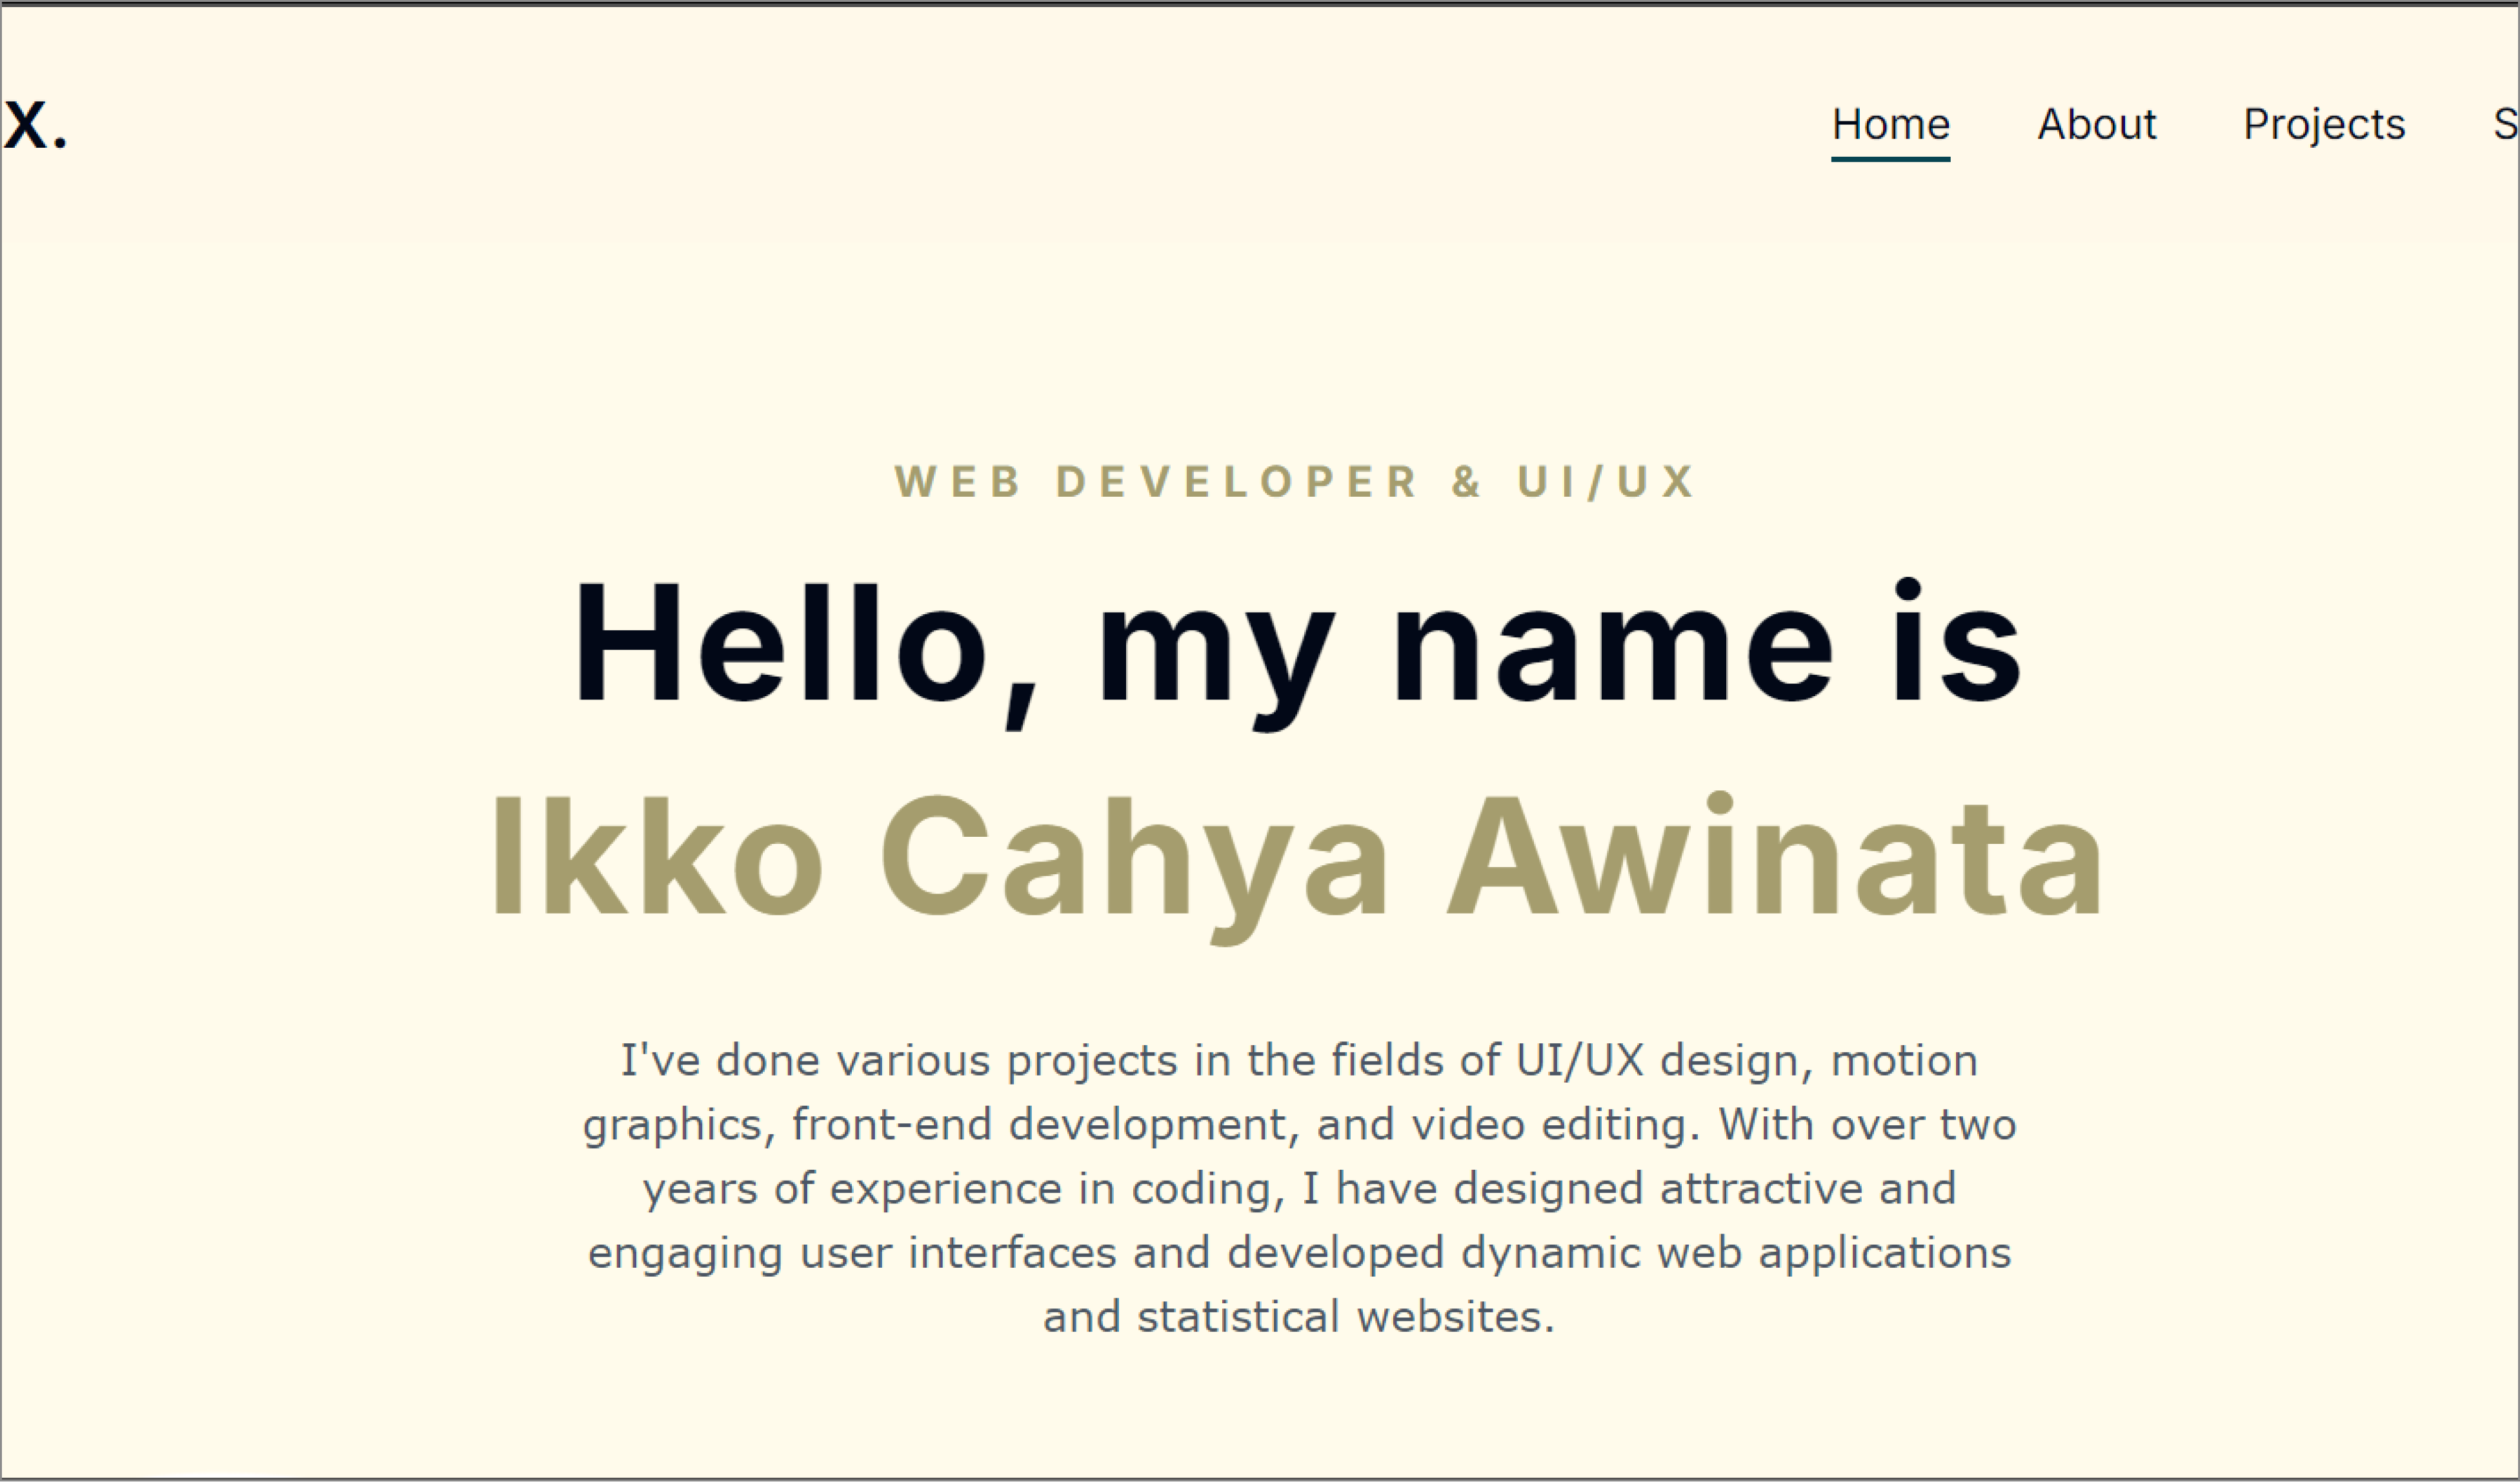 X.
Home About Projects S
WEB DEVELOPER & UI/UX
Hello, my name is
Ikko Cahya Awinata
I've done various projects in the fields of UI/UX design, motion
graphics, front-end development, and video editing. With over two
years of experience in coding, I have designed attractive and
engaging user interfaces and developed dynamic web applications
and statistical websites.